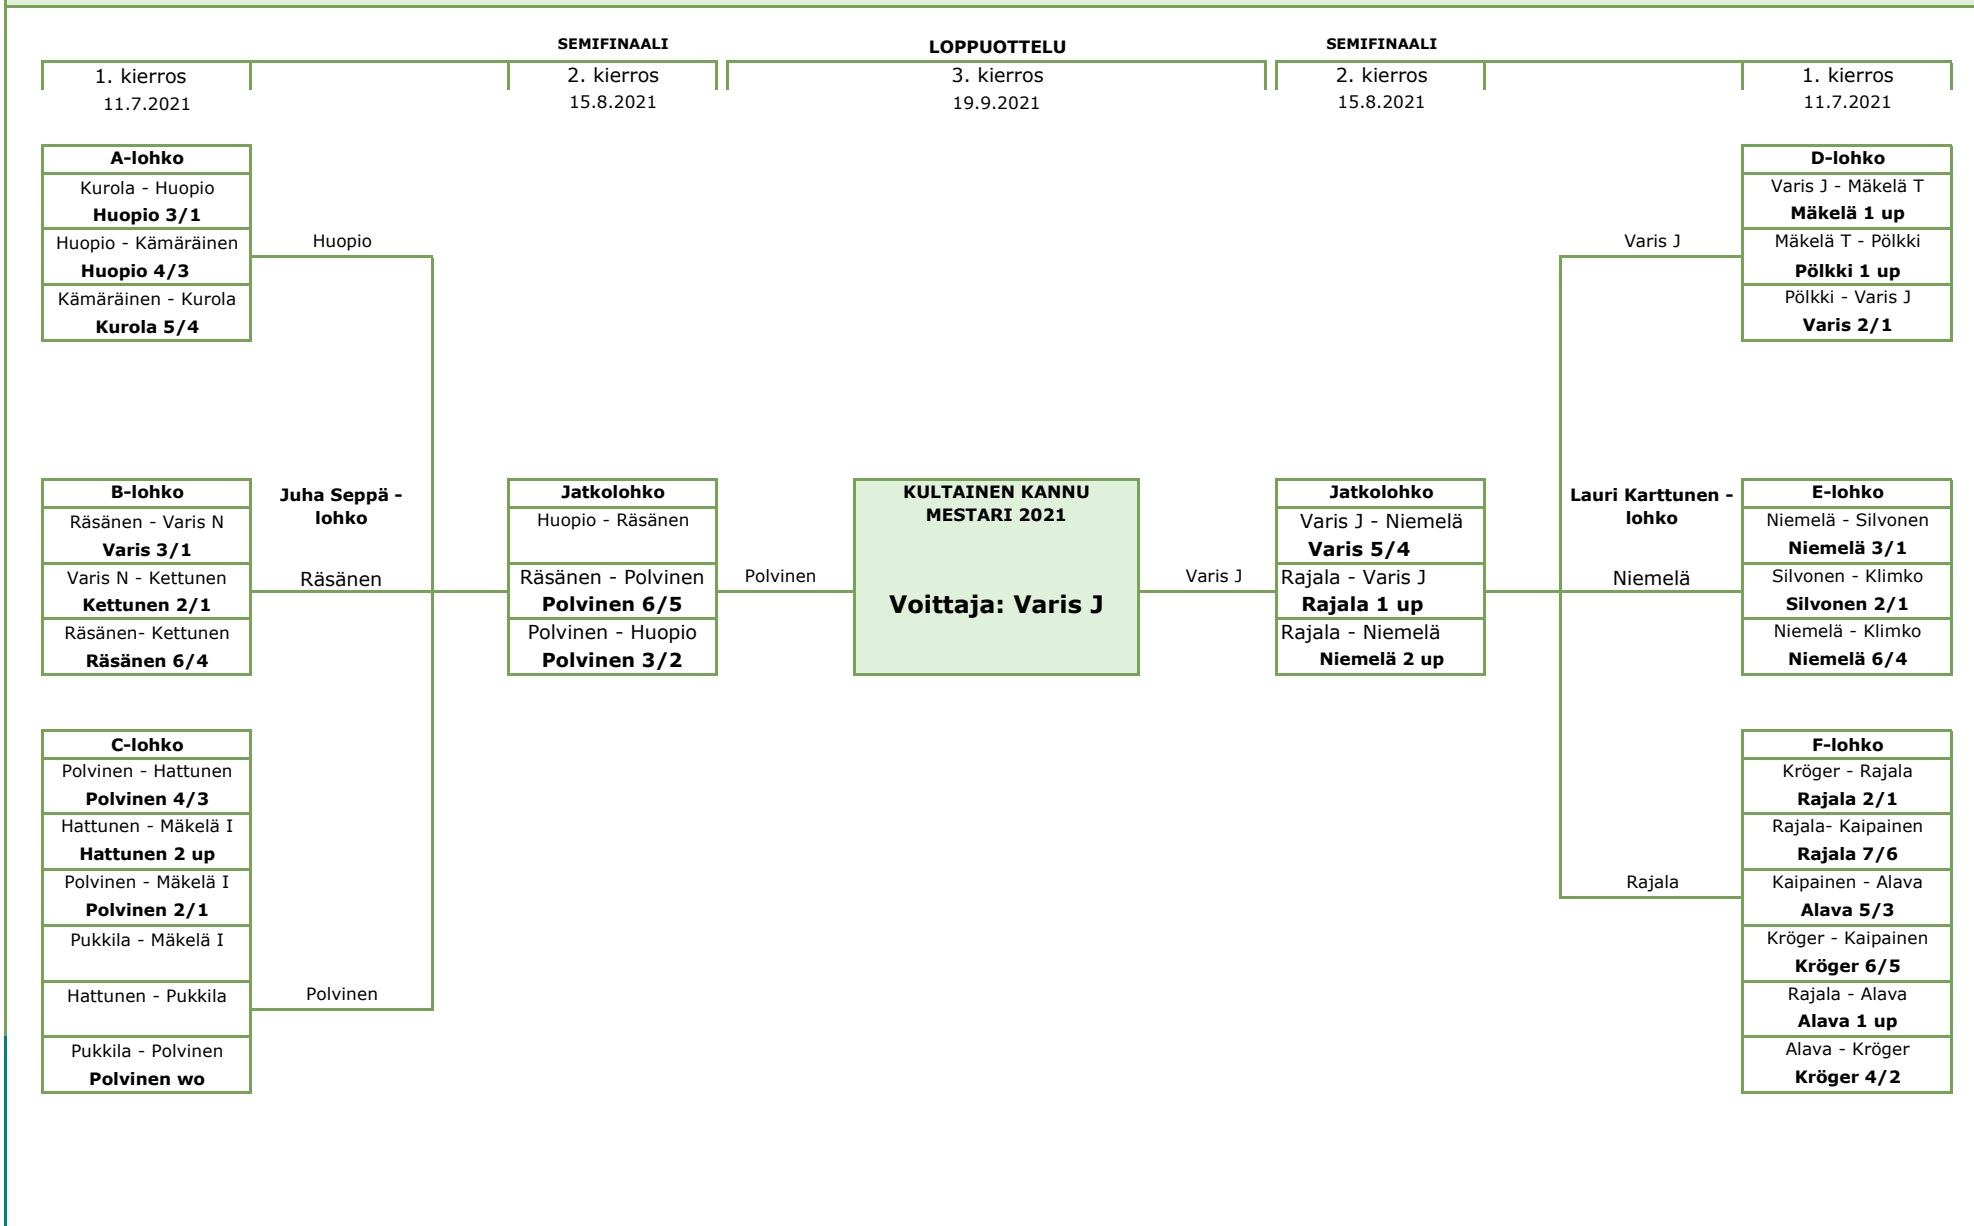 SEMIFINAALI
LOPPUOTTELU
SEMIFINAALI
1. kierros
2. kierros
3. kierros
2. kierros
1. kierros
11.7.2021
15.8.2021
19.9.2021
15.8.2021
11.7.2021
A-lohko
Kurola - Huopio
Huopio 3/1
Huopio - Kämäräinen
Huopio 4/3
Kämäräinen - Kurola
Kurola 5/4
Huopio
Varis J
D-lohko
Varis J - Mäkelä T
Mäkelä 1 up
Mäkelä T - Pölkki
Pölkki 1 up
Pölkki - Varis J
Varis 2/1
B-lohko
Räsänen - Varis N
Varis 3/1
Varis N - Kettunen
Kettunen 2/1
Räsänen- Kettunen
Räsänen 6/4
Juha Seppä -
lohko
Räsänen
Jatkolohko
Huopio - Räsänen
Räsänen - Polvinen
Polvinen 6/5
Polvinen - Huopio
Polvinen 3/2
Polvinen
KULTAINEN KANNU
MESTARI 2021
Voittaja: Varis J
Varis J
Jatkolohko
Varis J - Niemelä
Varis 5/4
Rajala - Varis J
Rajala 1 up
Rajala - Niemelä
Niemelä 2 up
Lauri Karttunen -
lohko
Niemelä
E-lohko
Niemelä - Silvonen
Niemelä 3/1
Silvonen - Klimko
Silvonen 2/1
Niemelä - Klimko
Niemelä 6/4
C-lohko
Polvinen - Hattunen
Polvinen 4/3
Hattunen - Mäkelä I
Hattunen 2 up
Polvinen - Mäkelä I
Polvinen 2/1
Pukkila - Mäkelä I
Hattunen - Pukkila
Pukkila - Polvinen
Polvinen wo
Polvinen
Rajala
F-lohko
Kröger - Rajala
Rajala 2/1
Rajala- Kaipainen
Rajala 7/6
Kaipainen - Alava
Alava 5/3
Kröger - Kaipainen
Kröger 6/5
Rajala - Alava
Alava 1 up
Alava - Kröger
Kröger 4/2